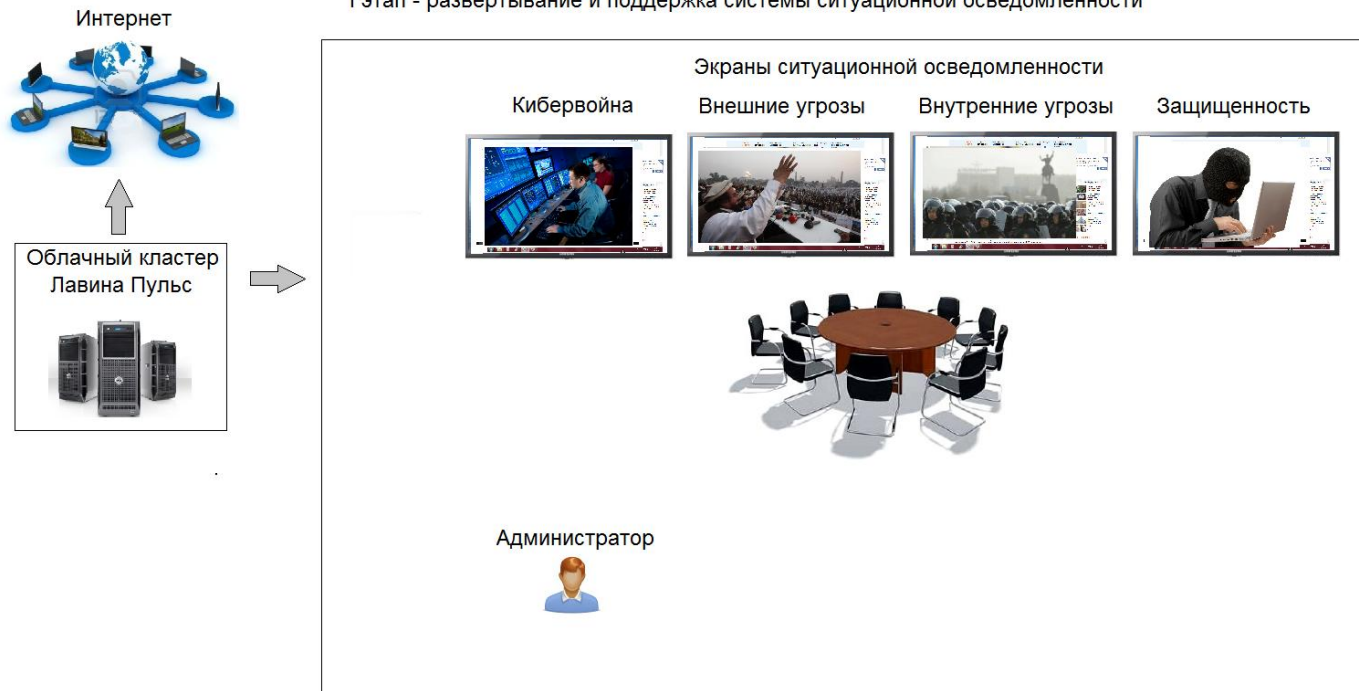 1 этап - развертывание и поддержка системы ситуационной осведомленности
Интернет
Экраны ситуационной осведомленности
Кибервойна
Внешние угрозы
Внутренние угрозы
Защищенность
Облачный кластер
Лавина Пульс
Администратор